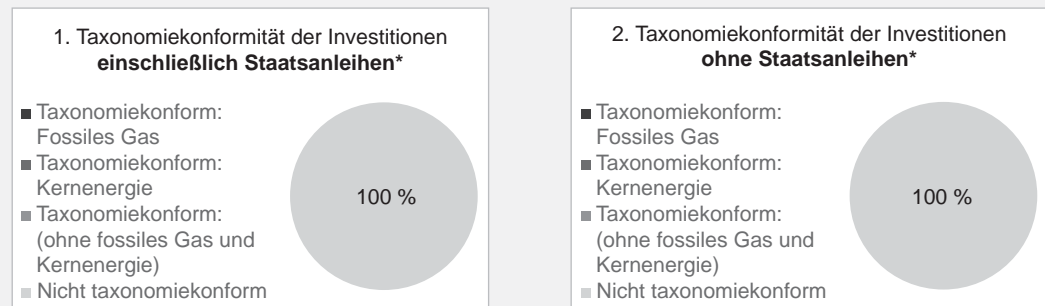 1. Taxonomiekonformität der Investitionen
einschließlich Staatsanleihen*
Taxonomiekonform:
Fossiles Gas
Taxonomiekonform:
Kernenergie
Taxonomiekonform:
(ohne fossiles Gas und
Kernenergie)
Nicht taxonomiekonform
100 %
2. Taxonomiekonformität der Investitionen
ohne Staatsanleihen*
Taxonomiekonform:
Fossiles Gas
Taxonomiekonform:
Kernenergie
Taxonomiekonform:
(ohne fossiles Gas und
Kernenergie)
Nicht taxonomiekonform
100 %